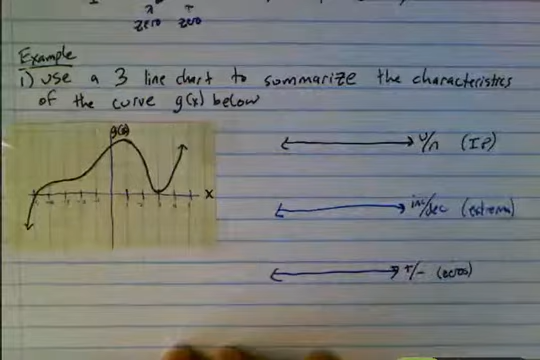 zero zero
Example
1) use a 3 line chart to summarize the characteristics
of the curve g(x) below
g(x)
x
∪/∩ (IP)
inc/dec (extrema)
+/- (zeros)